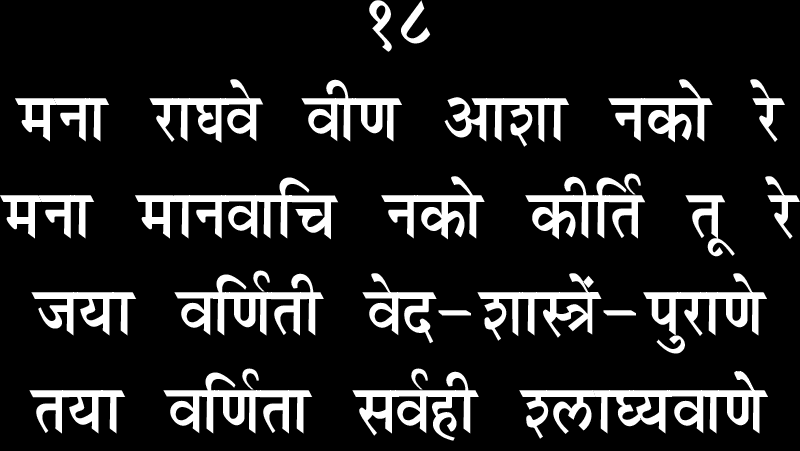 १८
मना राघवे वीण आशा नको रे
मना मानवाचि नको कीर्ति तू रे
जया वर्णिती वेद-शास्त्रें-पुराणे
तया वर्णिता सर्वही श्लाघ्यवाणे